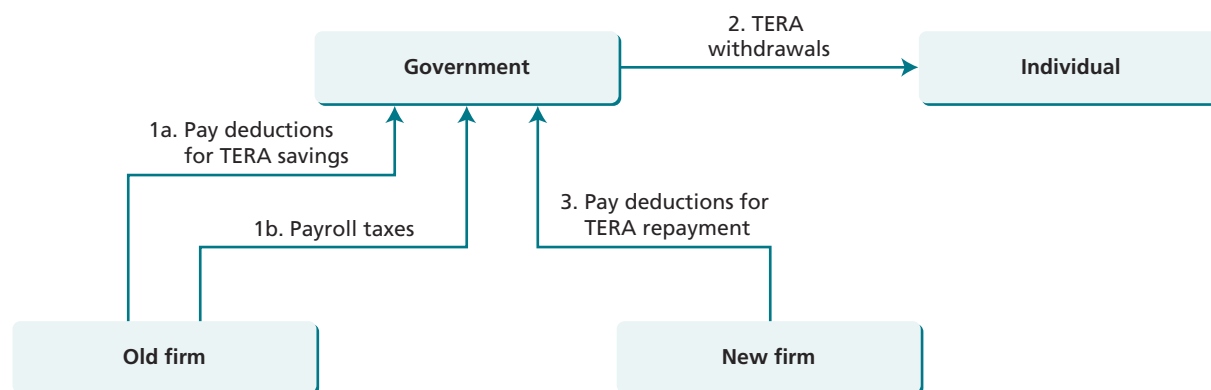 2. TERA
withdrawals
Government
Individual
1a. Pay deductions
for TERA savings
3. Pay deductions for
TERA repayment
1b. Payroll taxes
Old firm
New firm